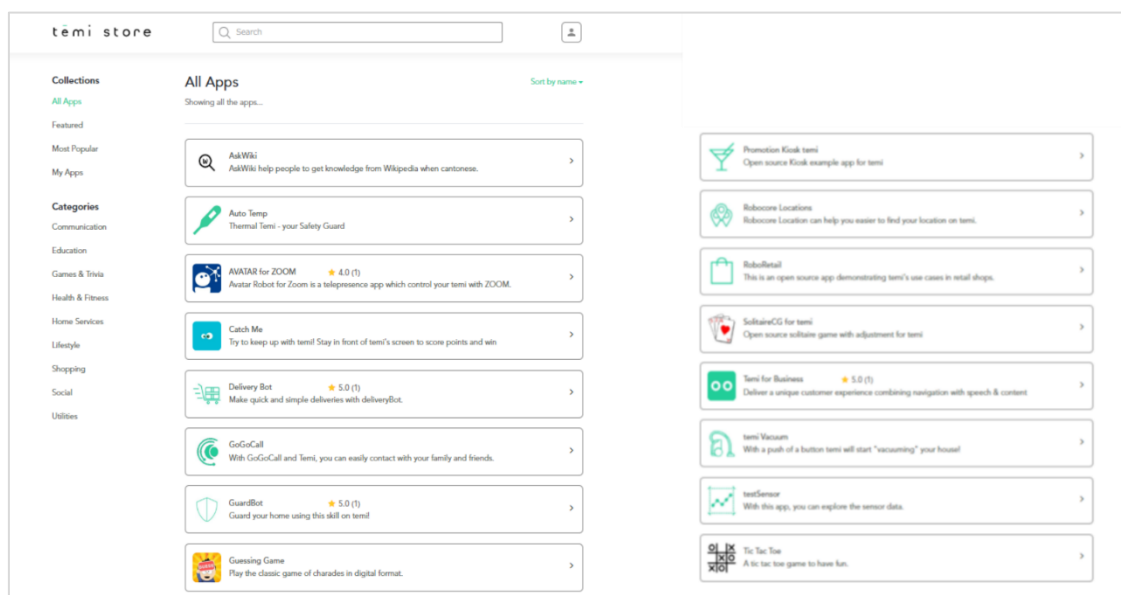 temi store
Search
Collections
All Apps
Featured
Most Popular
My Apps
Categories
Communication
Education
Games & Trivia
Health & Fitness
Home Services
Lifestyle
Shopping
Social
Utilities
All Apps
Sort by name
Showing all the apps...
AskWiki
AskWiki help people to get knowledge from Wikipedia when cantonese.
Auto Temp
Thermal Temi - your Safety Guard
AVATAR for ZOOM 4.0 (1)
Avatar Robot for Zoom is a telepresence app which control your temi with ZOOM.
Catch Me
Try to keep up with temi! Stay in front of temi's screen to score points and win
Delivery Bot 5.0 (1)
Make quick and simple deliveries with deliveryBot.
GoGoCall
With GoGoCall and Temi, you can easily contact with your family and friends.
GuardBot 5.0 (1)
Guard your home using this skill on temi!
Guessing Game
Play the classic game of charades in digital format.
Promotion Kiosk temi
Open source Kiosk example app for temi
Robocore Locations
Robocore Location can help you easier to find your location on temi.
RoboRetail
This is an open source app demonstrating temi's use cases in retail shops.
SolitaireCG for temi
Open source solitaire game with adjustment for temi
Temi for Business 5.0 (1)
Deliver a unique customer experience combining navigation with speech & content
temi Vacuum
With a push of a button temi will start "vacuuming" your house!
testSensor
With this app, you can explore the sensor data.
Tic Tac Toe
A tic tac toe game to have fun.